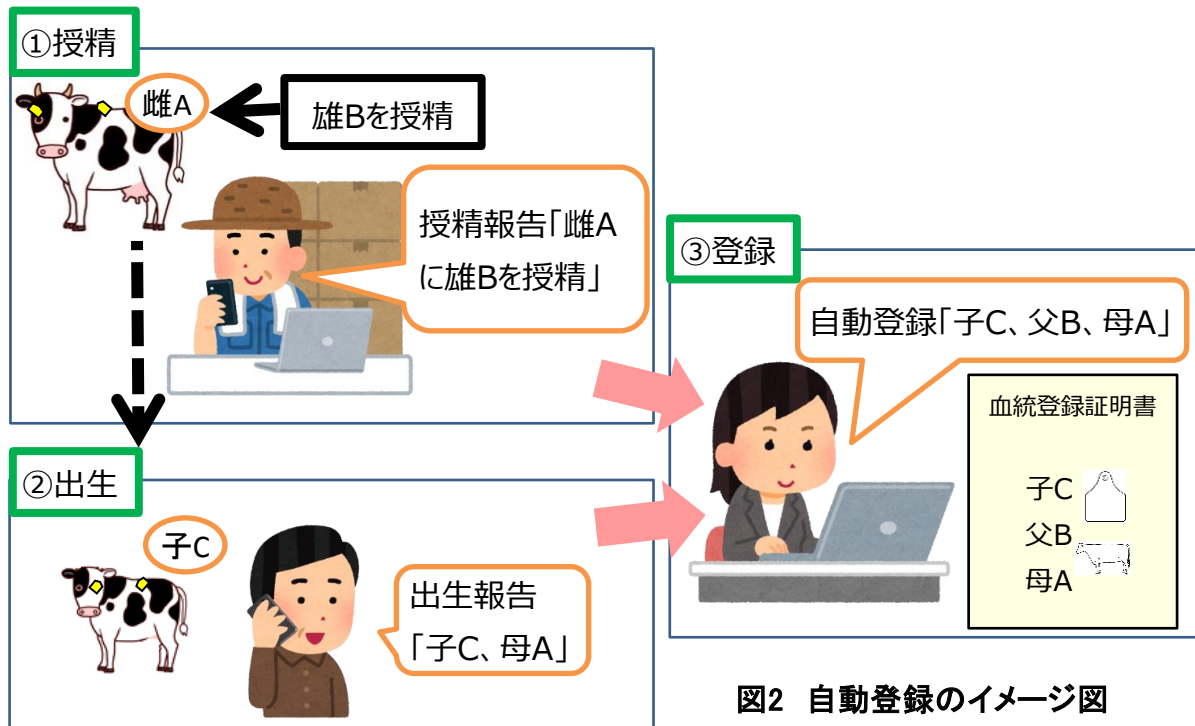 ①授精
雌A
雄Bを授精
授精報告「雌A
に雄Bを授精」
②出生
子C
出生報告
「子C、母A」
③登録
自動登録「子C、父B、母A」
血統登録証明書
子C
父B
母A
図2 自動登録のイメージ図